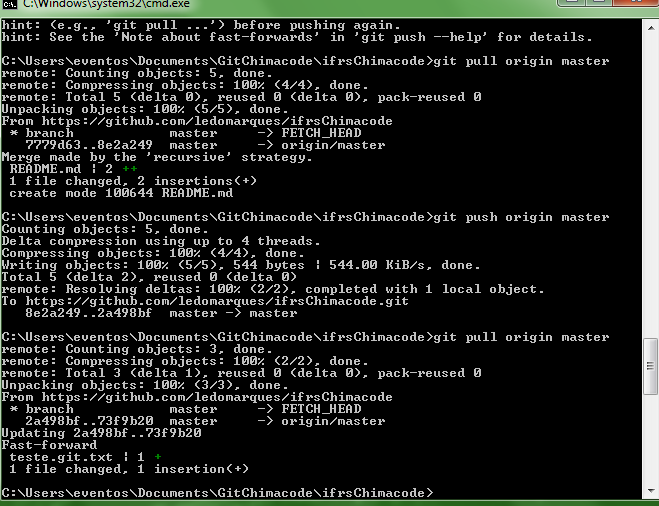 C:\Windows\system32\cmd.exe
hint: (e.g., 'git pull ...') before pushing again.
hint: See the 'Note about fast-forwards' in 'git push --help' for details.
C:\Users\eventos\Documents\GitChimacode\ifrsChimacode>git pull origin master
remote: Counting objects: 5, done.
remote: Compressing objects: 100% (4/4), done.
remote: Total 5 (delta 0), reused 0 (delta 0), pack-reused 0
Unpacking objects: 100% (5/5), done.
From https://github.com/ledomarques/ifrsChimacode
* branch master -> FETCH_HEAD
7779d63..8e2a249 master -> origin/master
Merge made by the 'recursive' strategy.
README.md | 2 ++
1 file changed, 2 insertions(+)
create mode 100644 README.md
C:\Users\eventos\Documents\GitChimacode\ifrsChimacode>git push origin master
Counting objects: 5, done.
Delta compression using up to 4 threads.
Compressing objects: 100% (4/4), done.
Writing objects: 100% (5/5), 544 bytes | 544.00 KiB/s, done.
Total 5 (delta 2), reused 0 (delta 0)
remote: Resolving deltas: 100% (2/2), completed with 1 local object.
To https://github.com/ledomarques/ifrsChimacode.git
8e2a249..2a498bf master -> master
C:\Users\eventos\Documents\GitChimacode\ifrsChimacode>git pull origin master
remote: Counting objects: 3, done.
remote: Compressing objects: 100% (2/2), done.
remote: Total 3 (delta 1), reused 0 (delta 0), pack-reused 0
Unpacking objects: 100% (3/3), done.
From https://github.com/ledomarques/ifrsChimacode
* branch master -> FETCH_HEAD
2a498bf..73f9b20 master -> origin/master
Updating 2a498bf..73f9b20
Fast-forward
teste.git.txt | 1 +
1 file changed, 1 insertion(+)
C:\Users\eventos\Documents\GitChimacode\ifrsChimacode>